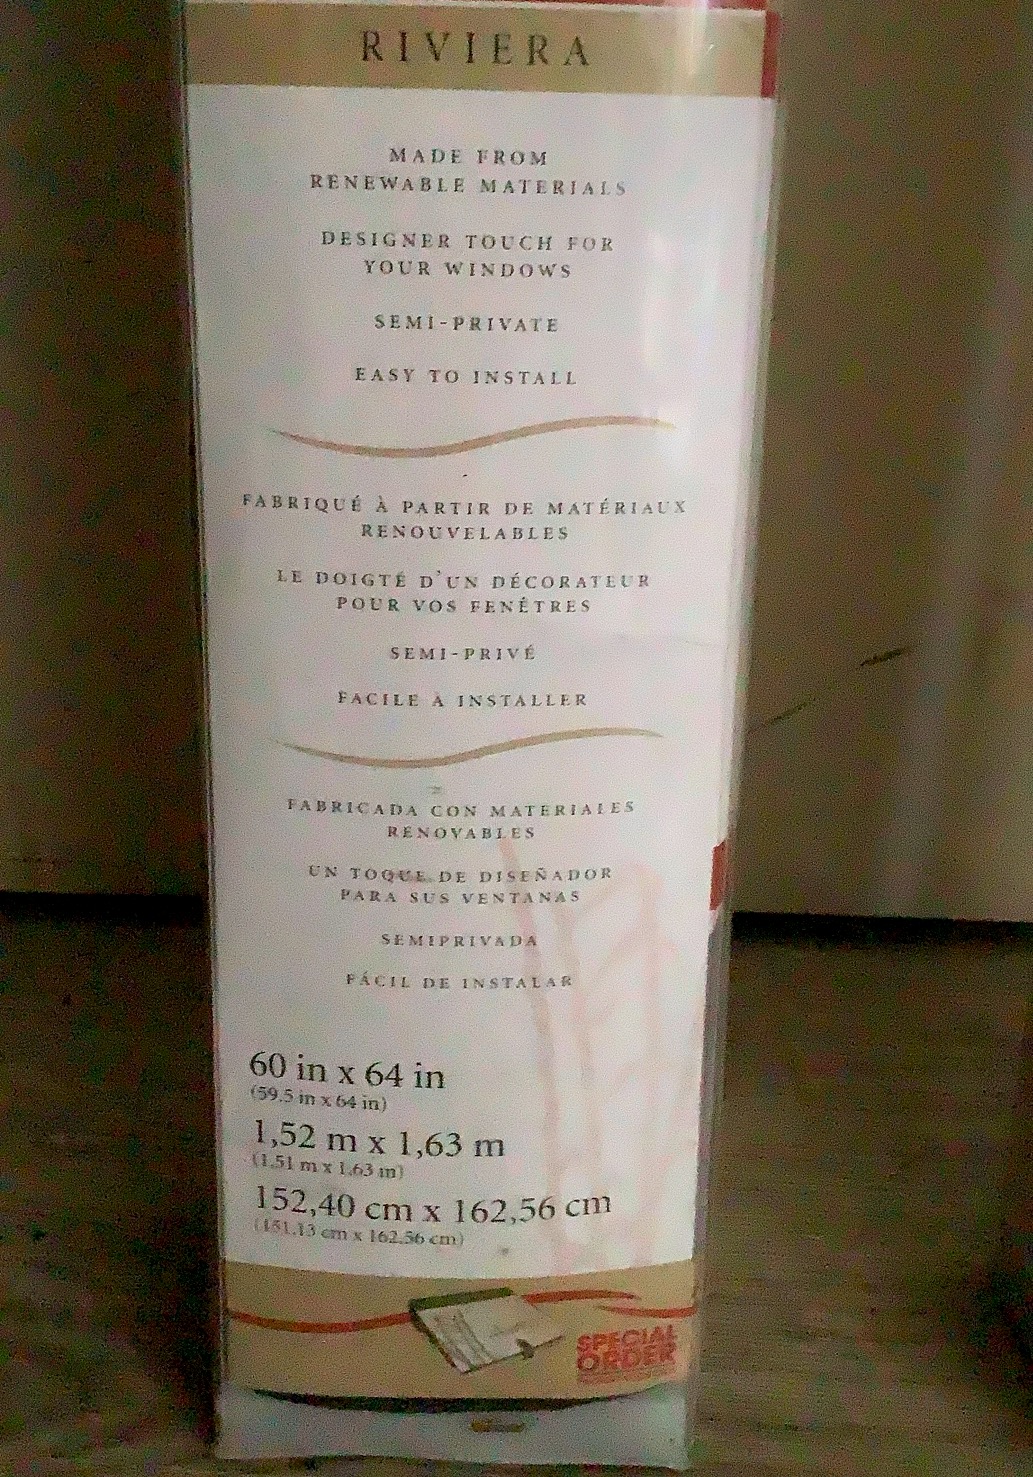 RIVIERA
MADE FROM
RENEWABLE MATERIALS
DESIGNER TOUCH FOR
YOUR WINDOWS
SEMI-PRIVATE
EASY TO INSTALL
FABRIQUÉ À PARTIR DE MATÉRIAUX
RENOUVELABLES
LE DOIGTÉ D'UN DÉCORATEUR
POUR VOS FENÊTRES
SEMI-PRIVÉ
FACILE À INSTALLER
FABRICADA CON MATERIALES
RENOVABLES
UN TOQUE DE DISEÑADOR
PARA SUS VENTANAS
SEMIPRIVADA
FÁCIL DE INSTALAR
60 in x 64 in
(59.5 in x 64 in)
1,52 m x 1,63 m
(1.51 m x 1.63 m)
152,40 cm x 162,56 cm
(151.13 cm x 162.56 cm)
SPECIAL
ORDER